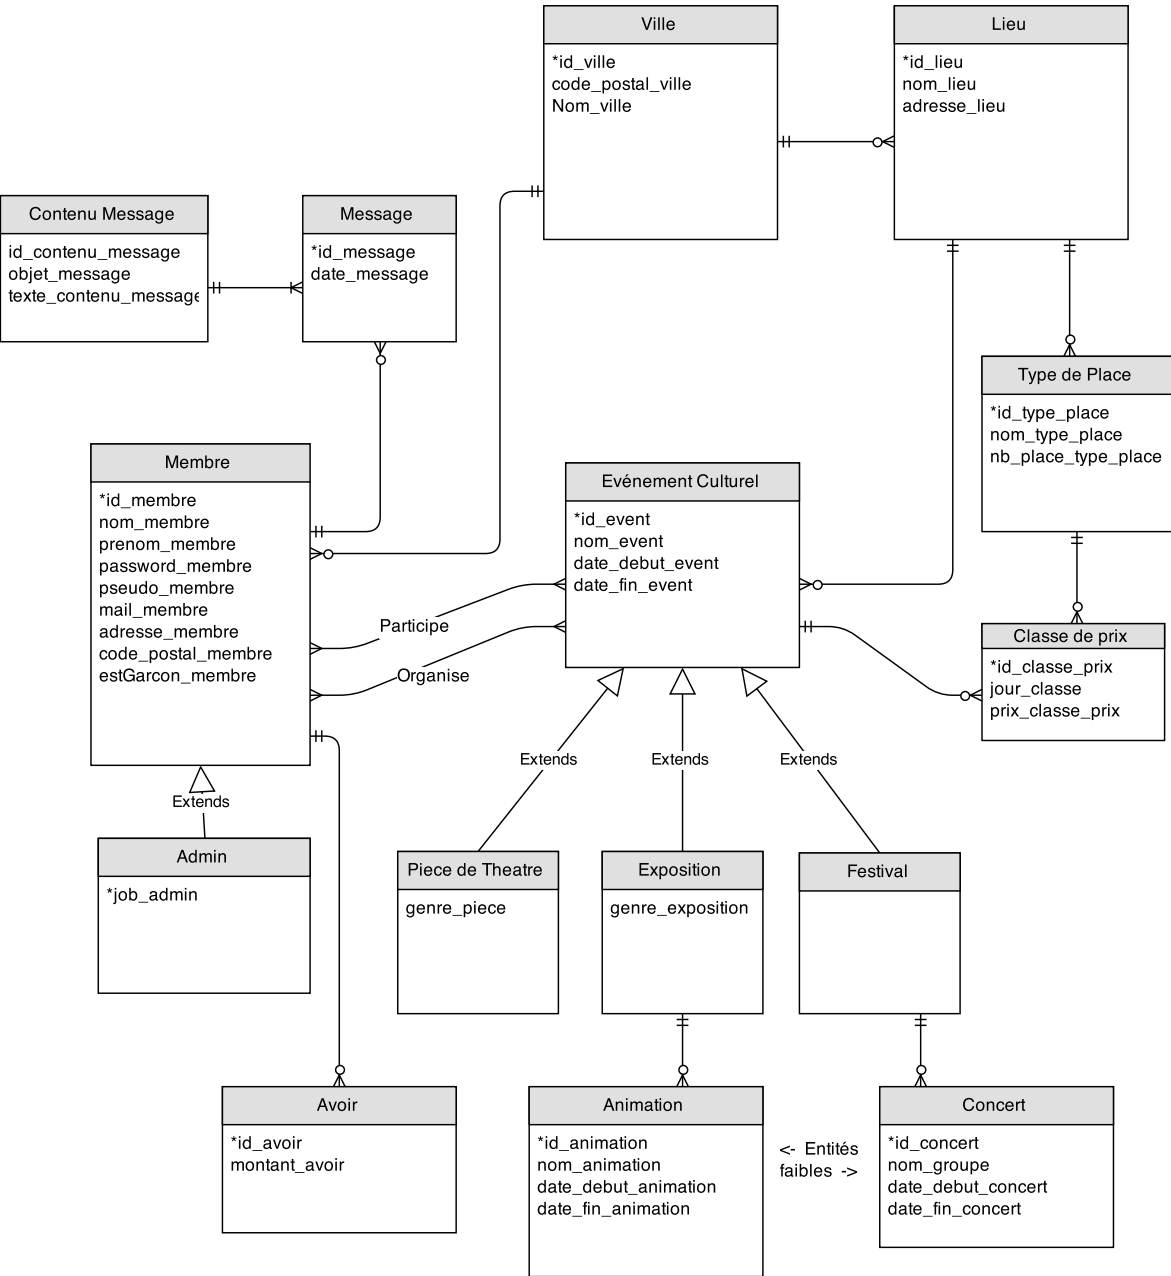 Ville
*id_ville
code_postal_ville
Nom_ville
Lieu
*id_lieu
nom_lieu
adresse_lieu
Contenu Message
id_contenu_message
objet_message
texte_contenu_message
Message
*id_message
date_message
Type de Place
*id_type_place
nom_type_place
nb_place_type_place
Membre
*id_membre
nom_membre
prenom_membre
password_membre
pseudo_membre
mail_membre
adresse_membre
code_postal_membre
estGarcon_membre
Evénement Culturel
*id_event
nom_event
date_debut_event
date_fin_event
Participe
Organise
Classe de prix
*id_classe_prix
jour_classe
prix_classe_prix
Extends
Extends
Extends
Extends
Admin
*job_admin
Piece de Theatre
genre_piece
Exposition
genre_exposition
Festival
Avoir
*id_avoir
montant_avoir
Animation
*id_animation
nom_animation
date_debut_animation
date_fin_animation
<- Entités
faibles ->
Concert
*id_concert
nom_groupe
date_debut_concert
date_fin_concert